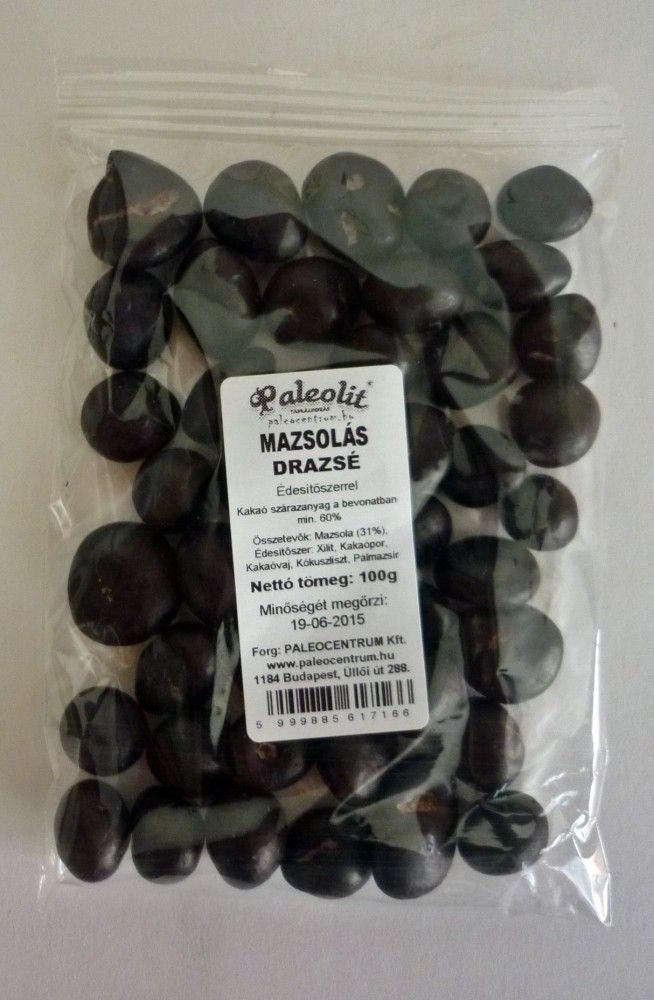 Paleolit®
paleocentrum.hu
MAZSOLÁS
DRAZSÉ
Édesítőszerrel
Kakaó szárazanyag a bevonatban
min. 60%
Összetevők: Mazsola (31%),
Édesítőszer: Xilit, Kakaópor,
Kakaóvaj, Kókuszliszt, Pálmazsír
Nettó tömeg: 100g
Minőségét megőrzi:
19-06-2015
Forg: PALEOCENTRUM Kft.
www.paleocentrum.hu
1184 Budapest, Üllői út 288.
5 999885 617166